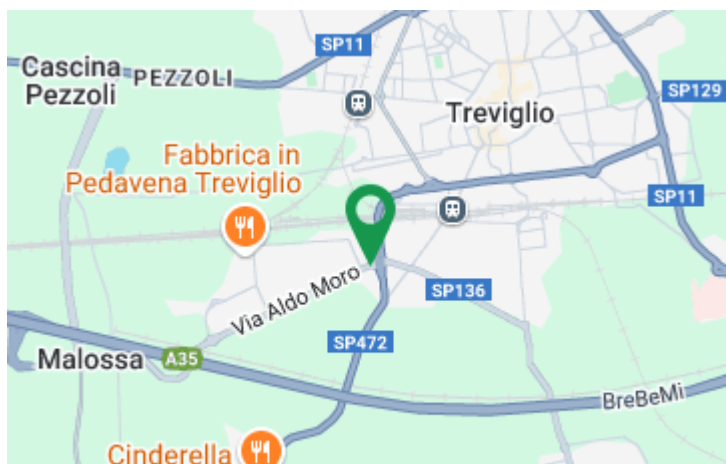 SP11
Cascina
Pezzoli
PEZZOLI
SP129
Treviglio
Fabbrica in
Pedavena Treviglio
SP11
Via Aldo Moro
SP136
SP472
Malossa
A35
BreBeMi
Cinderella